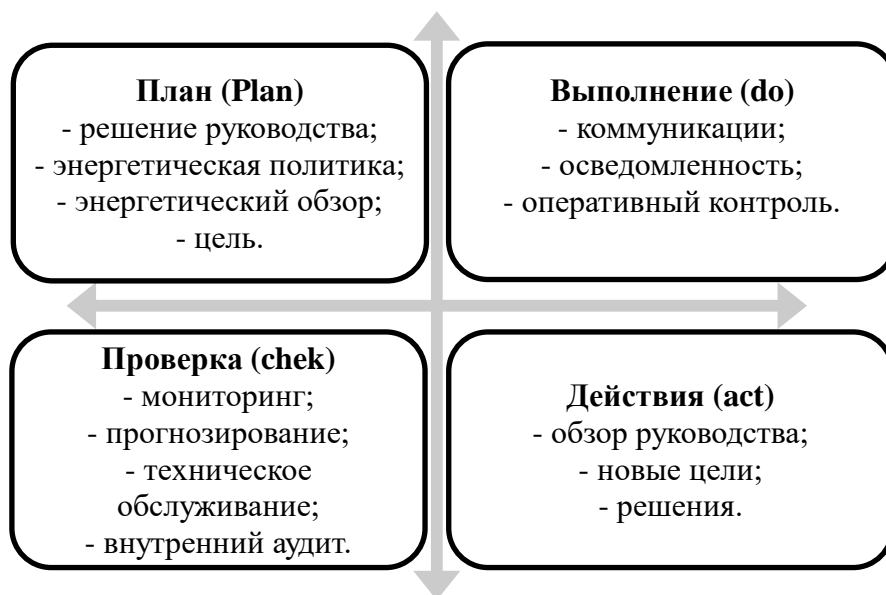 План (Plan)
- решение руководства;
- энергетическая политика;
- энергетический обзор;
- цель.
Выполнение (do)
- коммуникации;
- осведомленность;
- оперативный контроль.
Проверка (chek)
- мониторинг;
- прогнозирование;
- техническое
обслуживание;
- внутренний аудит.
Действия (act)
- обзор руководства;
- новые цели;
- решения.